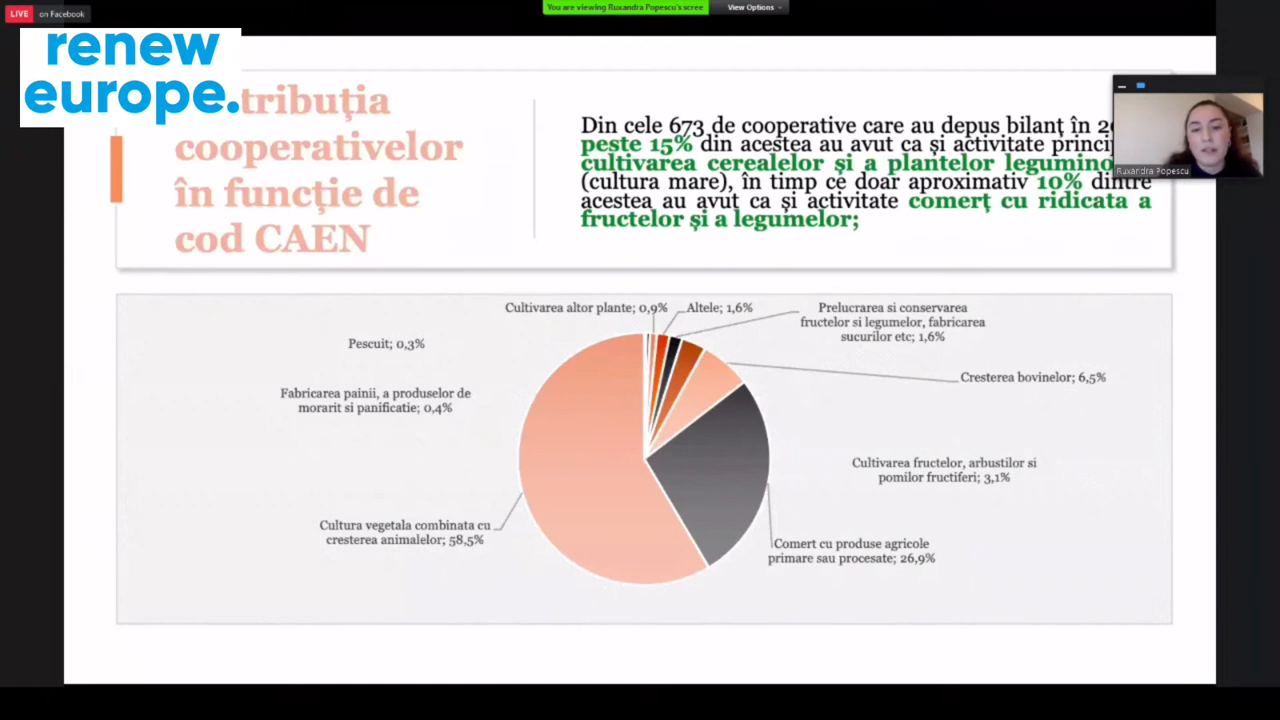 LIVE on Facebook
You are viewing Ruxandra Popescu's scree
View Options
renew
europe.
tribuția
cooperativelor
în funcție de
cod CAEN
Din cele 673 de cooperative care au depus bilanț în
peste 15% din acestea au avut ca și activitate
cultivarea cerealelor și a plantelor
(cultura mare), în timp ce doar aproximativ 10% dintre
acestea au avut ca și activitate comerț cu ridicata a
fructelor și a legumelor;
Ruxandra Popescu
Cultivarea altor plante; 0,9%
Altele; 1,6%
Prelucrarea si conservarea
fructelor si legumelor, fabricarea
sucurilor etc; 1,6%
Pescuit; 0,3%
Cresterea bovinelor; 6,5%
Fabricarea painii, a produselor de
morarit si panificatie; 0,4%
Cultivarea fructelor, arbustilor si
pomilor fructiferi; 3,1%
Cultura vegetala combinata cu
cresterea animalelor; 58,5%
Comert cu produse agricole
primare sau procesate; 26,9%